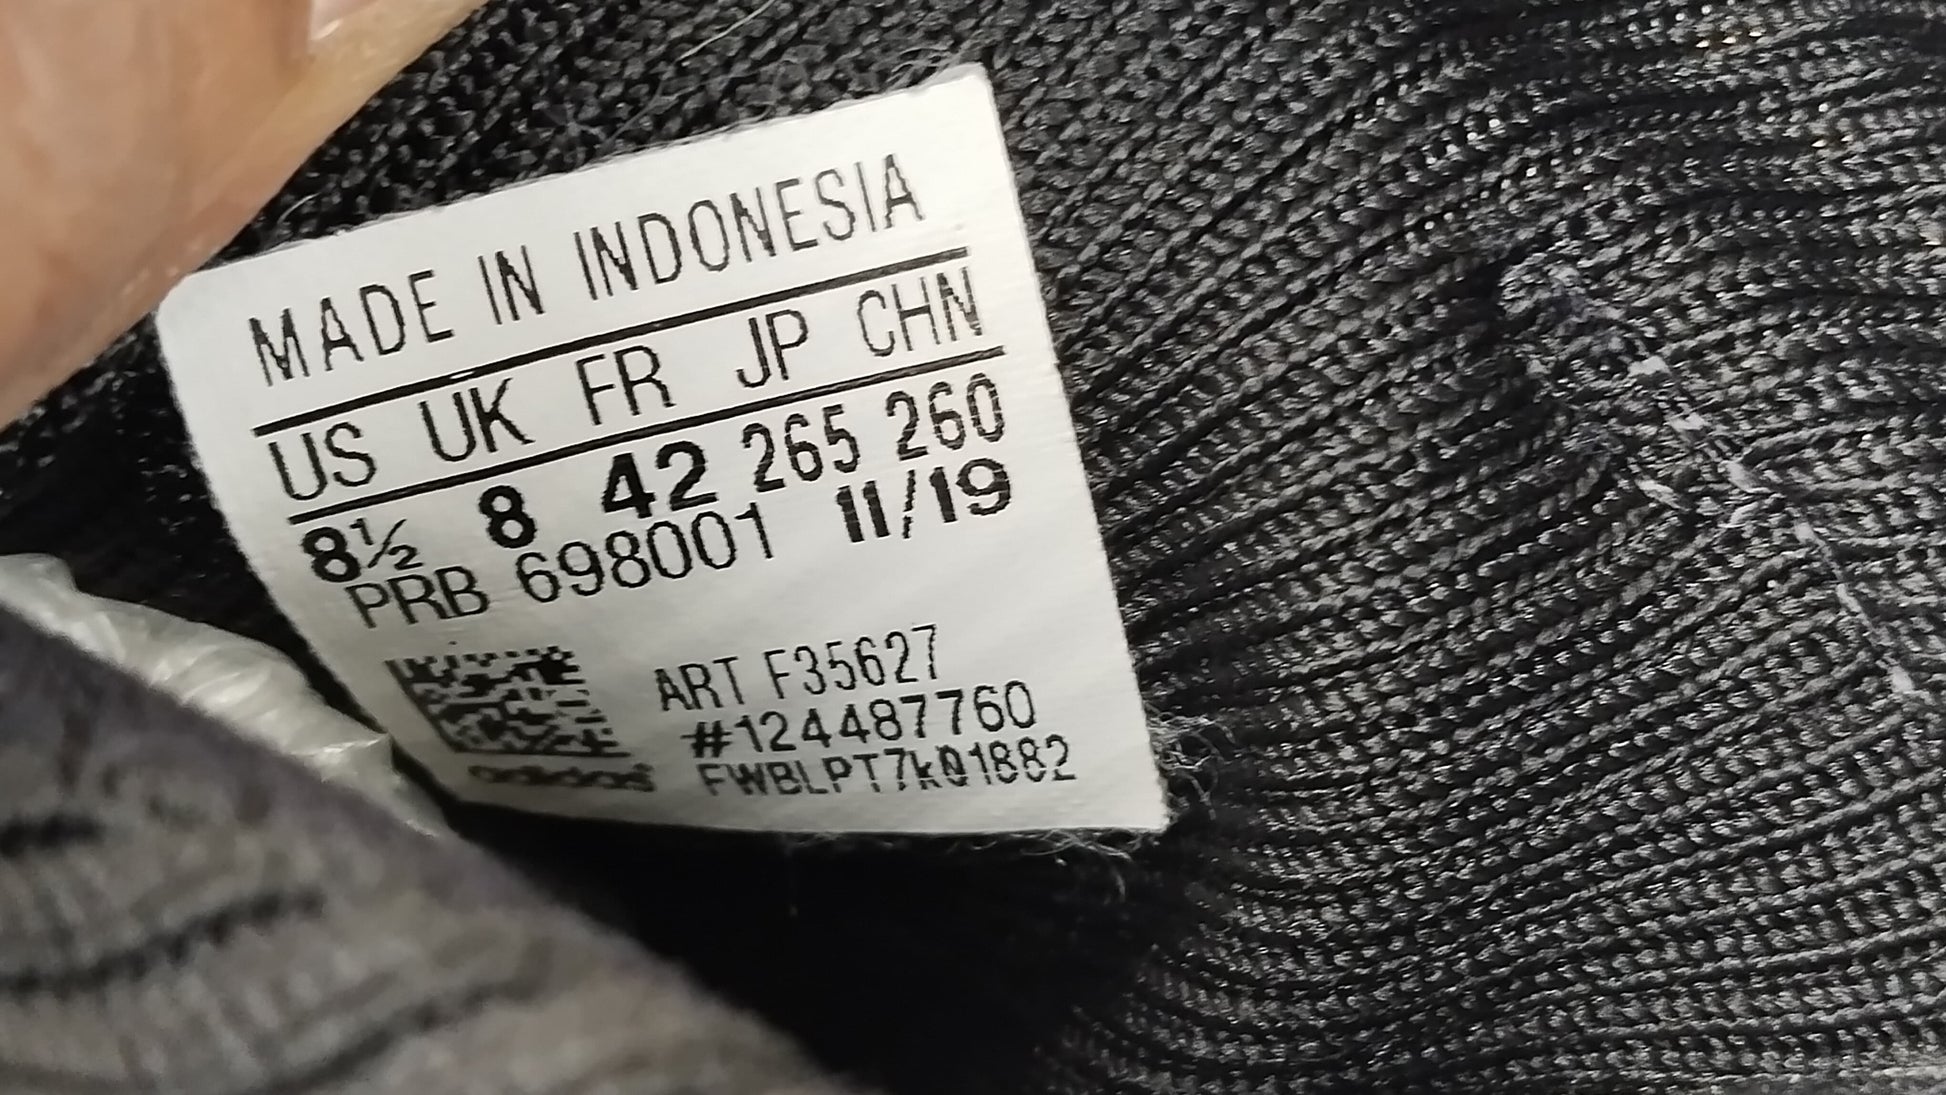 MADE IN INDONESIA
US UK FR JP CHN
8½ 8 42 265 260
PRB 698001 11/19
ART F35627
#124487760
adidas FWBLPT7k01882